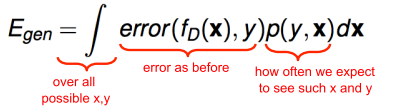 E_gen = ∫ error(f_D(x), y)p(y, x)dx
over all
possible x,y
error as before
how often we expect
to see such x and y